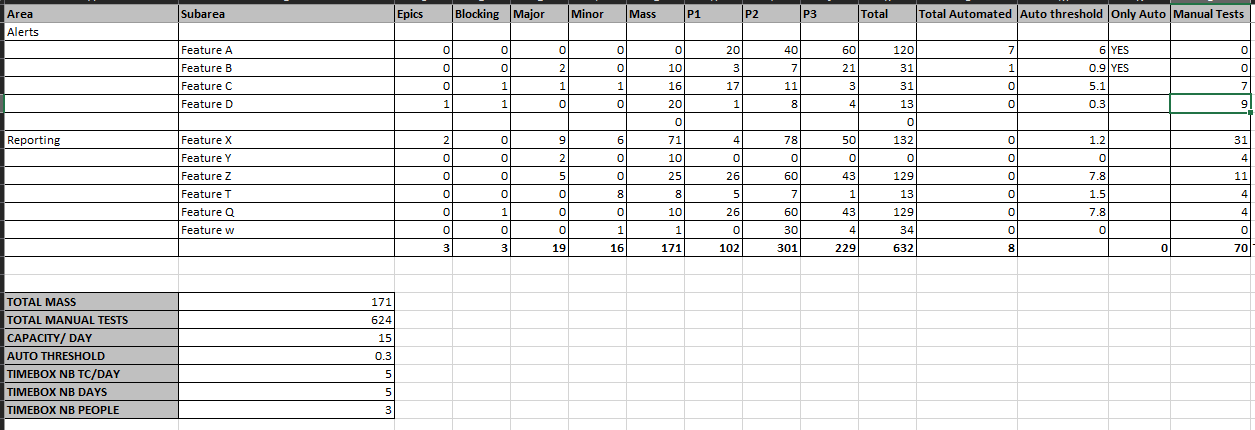 Area Subarea Epics Blocking Major Minor Mass P1 P2 P3 Total Total Automated Auto threshold Only Auto Manual Tests
Alerts
Feature A 0 0 0 0 0 20 40 60 120 7 6 YES 0
Feature B 0 0 2 0 10 3 7 21 31 1 0.9 YES 0
Feature C 0 1 1 1 16 17 11 3 31 0 5.1 7
Feature D 1 1 0 0 20 1 8 4 13 0 0.3 9
0 0
Reporting Feature X 2 0 9 6 71 4 78 50 132 0 1.2 31
Feature Y 0 0 2 0 10 0 0 0 0 0 0 4
Feature Z 0 0 5 0 25 26 60 43 129 0 7.8 11
Feature T 0 0 0 8 8 5 7 1 13 0 1.5 4
Feature Q 0 1 0 0 10 26 60 43 129 0 7.8 4
Feature w 0 0 0 1 1 0 30 4 34 0 0 0
3 3 19 16 171 102 301 229 632 8 0 70
TOTAL MASS 171
TOTAL MANUAL TESTS 624
CAPACITY/ DAY 15
AUTO THRESHOLD 0.3
TIMEBOX NB TC/DAY 5
TIMEBOX NB DAYS 5
TIMEBOX NB PEOPLE 3